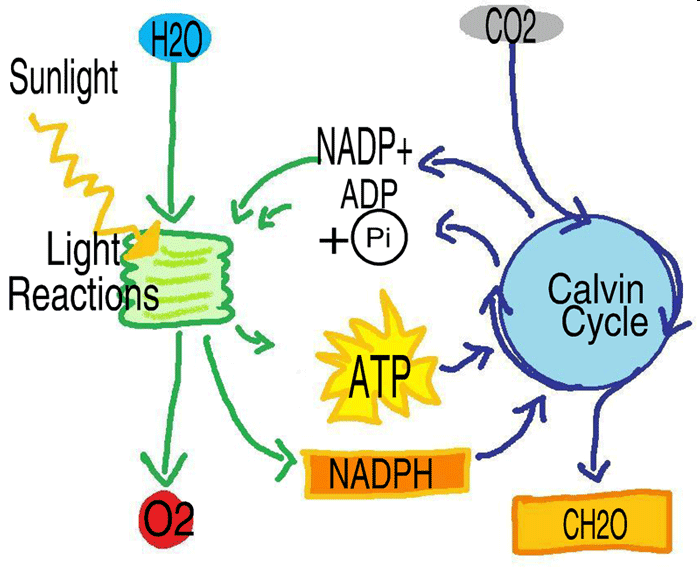 H2O
CO2
Sunlight
NADP+
ADP
+ Pi
Light
Reactions
Calvin
Cycle
ATP
NADPH
O2
CH2O